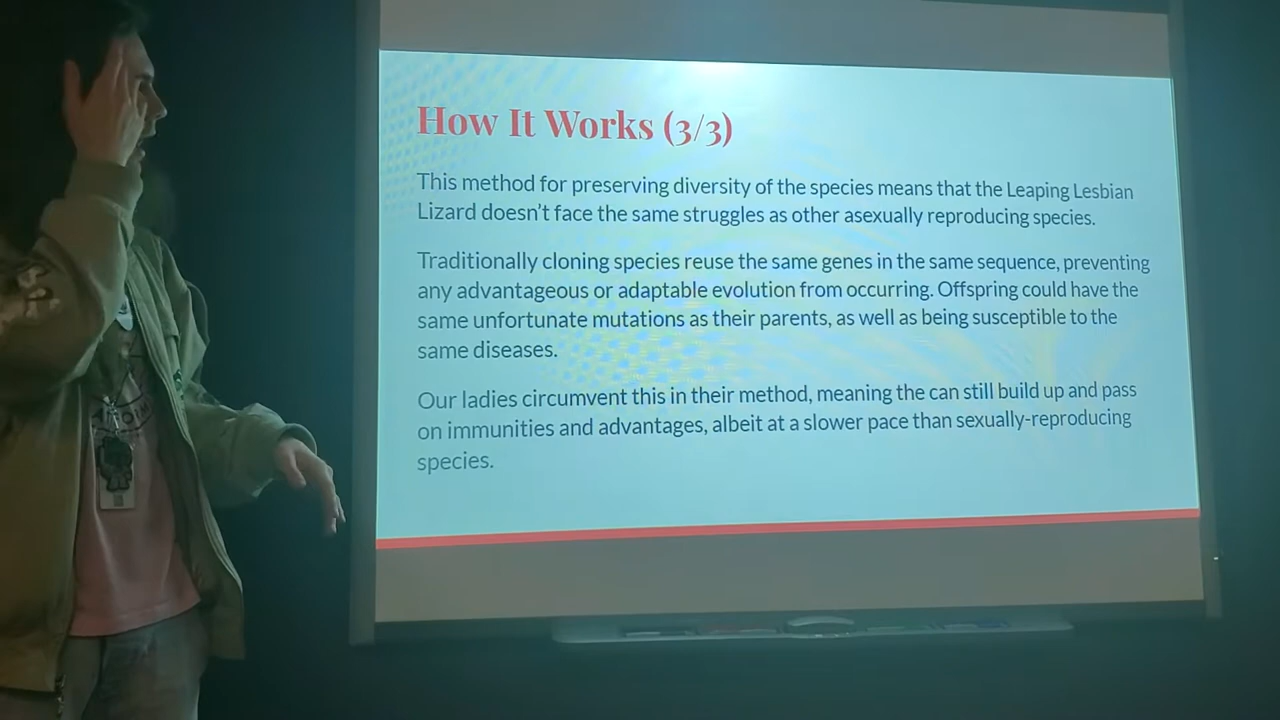 How It Works (3/3)
This method for preserving diversity of the species means that the Leaping Lesbian
Lizard doesn't face the same struggles as other asexually reproducing species.
Traditionally cloning species reuse the same genes in the same sequence, preventing
any advantageous or adaptable evolution from occurring. Offspring could have the
same unfortunate mutations as their parents, as well as being susceptible to the
same diseases.
Our ladies circumvent this in their method, meaning the can still build up and pass
on immunities and advantages, albeit at a slower pace than sexually-reproducing
species.